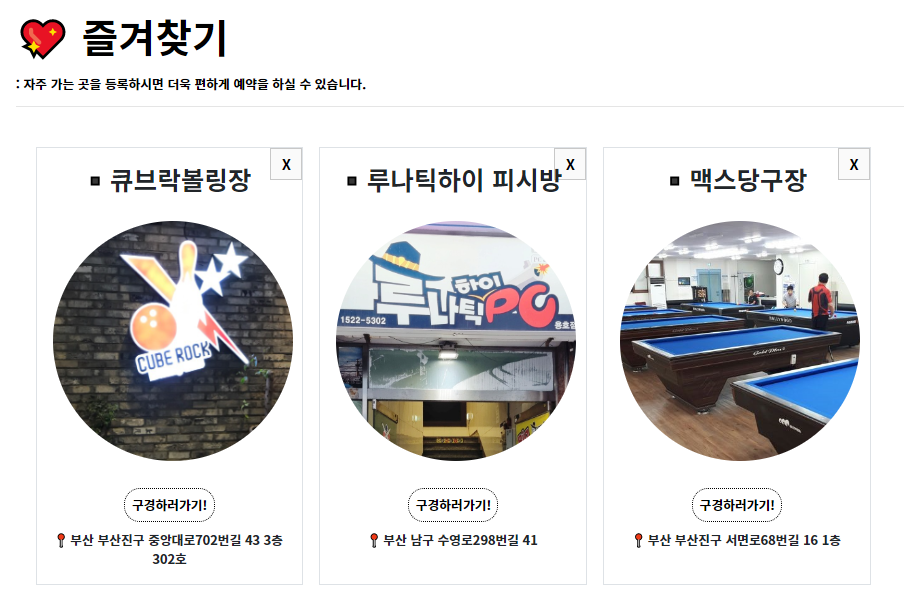 즐겨찾기
: 자주 가는 곳을 등록하시면 더욱 편하게 예약을 하실 수 있습니다.
X
큐브락볼링장
CUBE ROCK
구경하러가기!
부산 부산진구 중앙대로702번길 43 3층
302호
X
루나틱하이 피시방
하이
루나틱PC
1522-5302
구경하러가기!
부산 남구 수영로298번길 41
X
맥스당구장
구경하러가기!
부산 부산진구 서면로68번길 16 1층